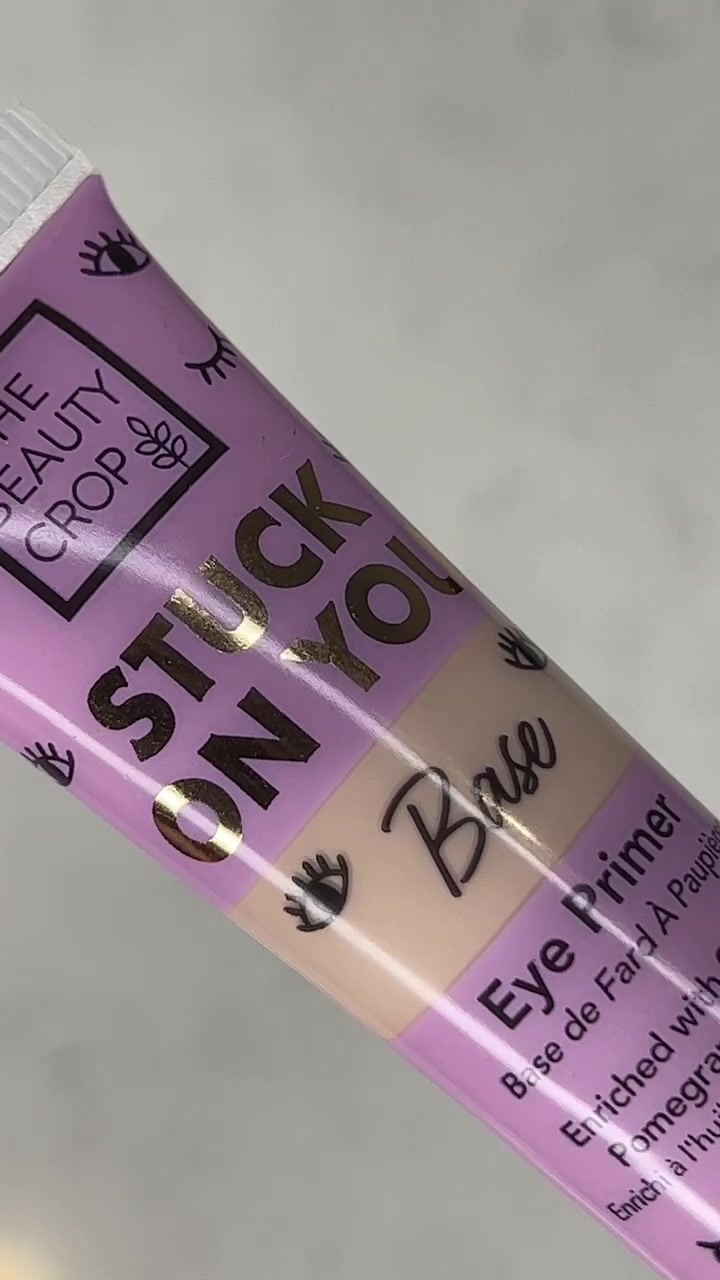 HE
BEAUTY
CROP
STUCK
ON YOU
Base
Eye Primer
Base de Fard À Paupiè
Enriched with
Pomegra
Enrichi à l'hui